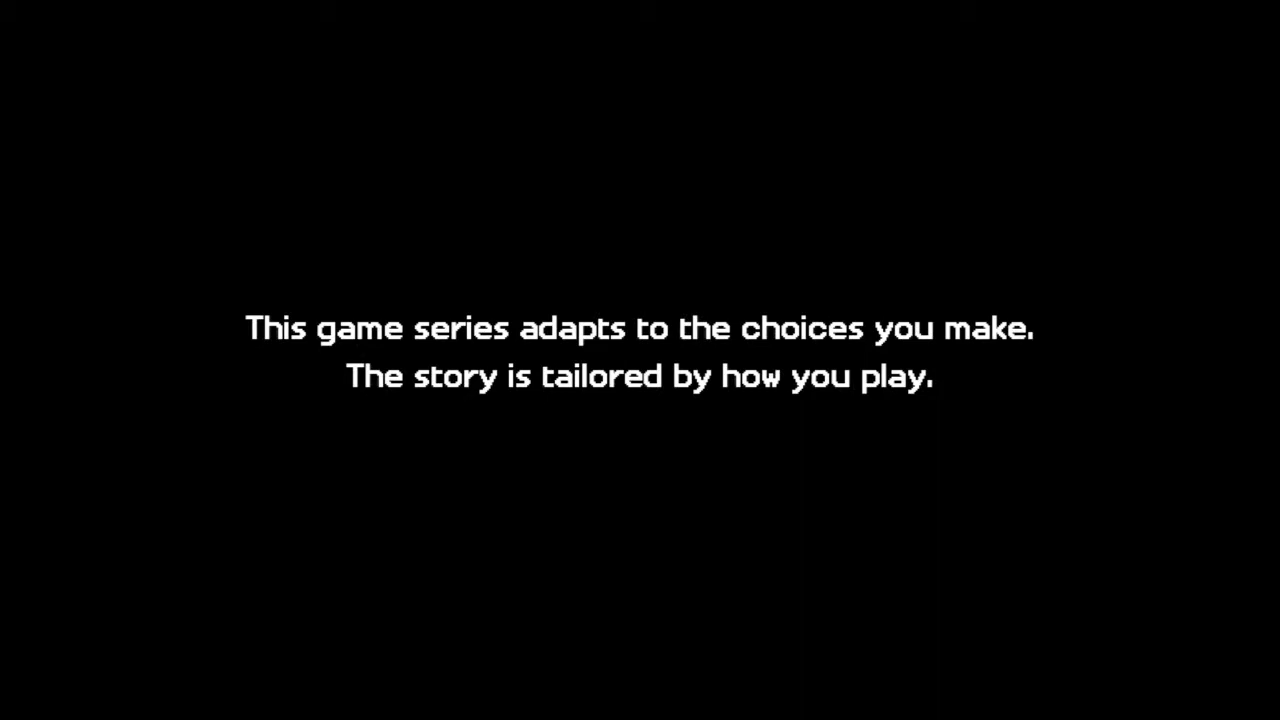 This game series adapts to the choices you make.
The story is tailored by how you play.